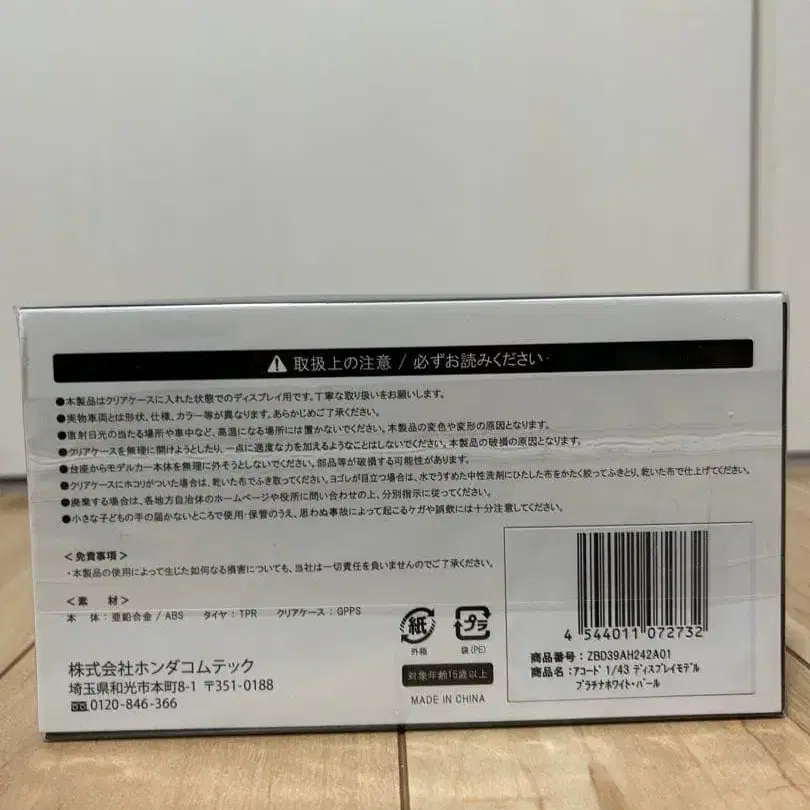 取扱上の注意 / 必ずお読みください
●本製品はクリアケースに入れた状態でのディスプレイ用です。丁寧な取り扱いをお願いします。
●実物車両とは形状、仕様、カラー等が異なります。あらかじめご了承ください。
●直射日光の当たる場所や車中など、高温になる場所には置かないでください。本製品の変色や変形の原因となります。
●クリアケースを無理に開けようとしたり、一点に過度な力を加えるようなことはしないでください。本製品の破損の原因となります。
●台座からモデルカー本体を無理に外そうとしないでください。部品等が破損する可能性があります。
●クリアケースにホコリがついた場合は、乾いた布でふき取ってください。ヨゴレが目立つ場合は、水でうすめた中性洗剤にひたした布をかたく絞ってふきとり、乾いた布で仕上げてください。
●廃棄する場合は、各地方自治体のホームページや役所に問い合わせの上、分別指示に従ってください。
●小さな子どもの手の届かないところで使用・保管のうえ、思わぬ事故によって起こるケガや誤飲には十分注意してください。
<免責事項>
・本製品の使用によって生じた如何なる損害についても、当社は一切責任を負いませんのでご了承ください。
<素 材>
本 体：亜鉛合金 / ABS タイヤ：TPR クリアケース：GPPS
紙
外箱
プラ
袋(PE)
対象年齢15歳以上
MADE IN CHINA
株式会社ホンダコムテック
埼玉県和光市本町8-1 〒351-0188
0120-846-366
4 544011 072732
商品番号：ZBD39AH242A01
商品名：アコード 1/43 ディスプレイモデル
プラチナホワイト・パール